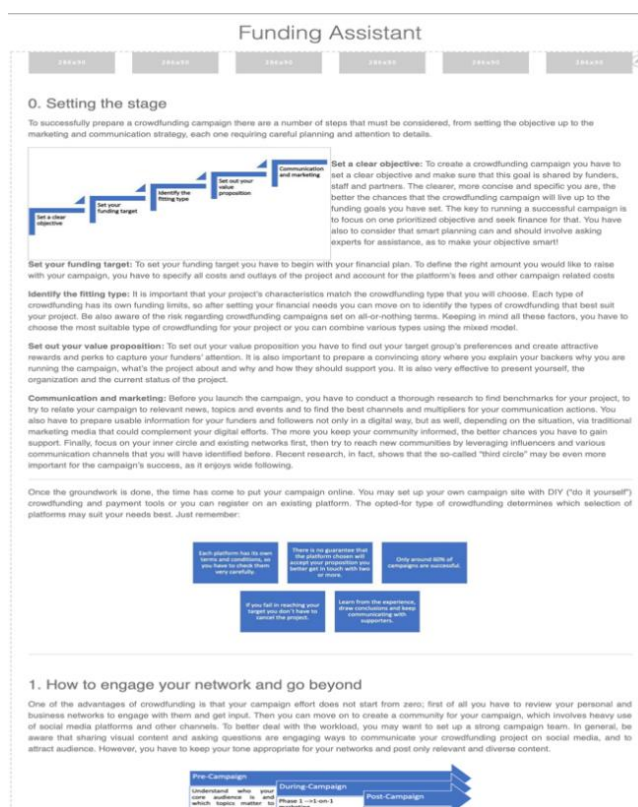 Funding Assistant
286x90 286x90 286x90 286x90 286x90 286x90
0. Setting the stage
To successfully prepare a crowdfunding campaign there are a number of steps that must be considered, from setting the objective up to the
marketing and communication strategy, each one requiring careful planning and attention to details.
Set a clear
objective
Set your
funding target
Identify the
fitting type
Set out your
value
proposition
Communication
and marketing
Set a clear objective: To create a crowdfunding campaign you have to
set a clear objective and make sure that this goal is shared by funders,
staff and partners. The clearer, more concise and specific you are, the
better the chances that the crowdfunding campaign will live up to the
funding goals you have set. The key to running a successful campaign is
to focus on one prioritized objective and seek finance for that. You have
also to consider that smart planning can and should involve asking
experts for assistance, as to make your objective smart!
Set your funding target: To set your funding target you have to begin with your financial plan. To define the right amount you would like to raise
with your campaign, you have to specify all costs and outlays of the project and account for the platform's fees and other campaign related costs
Identify the fitting type: It is important that your project's characteristics match the crowdfunding type that you will choose. Each type of
crowdfunding has its own funding limits, so after setting your financial needs you can move on to identify the types of crowdfunding that best suit
your project. Be also aware of the risk regarding crowdfunding campaigns set on all-or-nothing terms. Keeping in mind all these factors, you have to
choose the most suitable type of crowdfunding for your project or you can combine various types using the mixed model.
Set out your value proposition: To set out your value proposition you have to find out your target group's preferences and create attractive
rewards and perks to capture your funders' attention. It is also important to prepare a convincing story where you explain your backers why you are
running the campaign, what's the project about and why and how they should support you. It is also very effective to present yourself, the
organization and the current status of the project.
Communication and marketing: Before you launch the campaign, you have to conduct a thorough research to find benchmarks for your project, to
try to relate your campaign to relevant news, topics and events and to find the best channels and multipliers for your communication actions. You
also have to prepare usable information for your funders and followers not only in a digital way, but as well, depending on the situation, via traditional
marketing media that could complement your digital efforts. The more you keep your community informed, the better chances you have to gain
support. Finally, focus on your inner circle and existing networks first, then try to reach new communities by leveraging influencers and various
communication channels that you will have identified before. Recent research, in fact, shows that the so-called "third circle" may be even more
important for the campaign's success, as it enjoys wide following.
Once the groundwork is done, the time has come to put your campaign online. You may set up your own campaign site with DIY ("do it yourself")
crowdfunding and payment tools or you can register on an existing platform. The opted-for type of crowdfunding determines which selection of
platforms may suit your needs best. Just remember:
Each platform has its own
terms and conditions, so
you have to check them
very carefully.
There is no guarantee that
the platform chosen will
accept your proposition you
better get in touch with two
or more.
Only around 60% of
campaigns are successful.
If you fail in reaching your
target you don't have to
cancel the project.
Learn from the experience,
draw conclusions and keep
communicating with
supporters.
1. How to engage your network and go beyond
One of the advantages of crowdfunding is that your campaign effort does not start from zero; first of all you have to review your personal and
business networks to engage with them and get input. Then you can move on to create a community for your campaign, which involves heavy use
of social media platforms and other channels. To better deal with the workload, you may want to set up a strong campaign team. In general, be
aware that sharing visual content and asking questions are engaging ways to communicate your crowdfunding project on social media, and to
attract audience. However, you have to keep your tone appropriate for your networks and post only relevant and diverse content.
Pre-Campaign
Understand who your
core audience is and
which topics matter to
During-Campaign
Phase 1 -->1-on-1
marketing
Post-Campaign